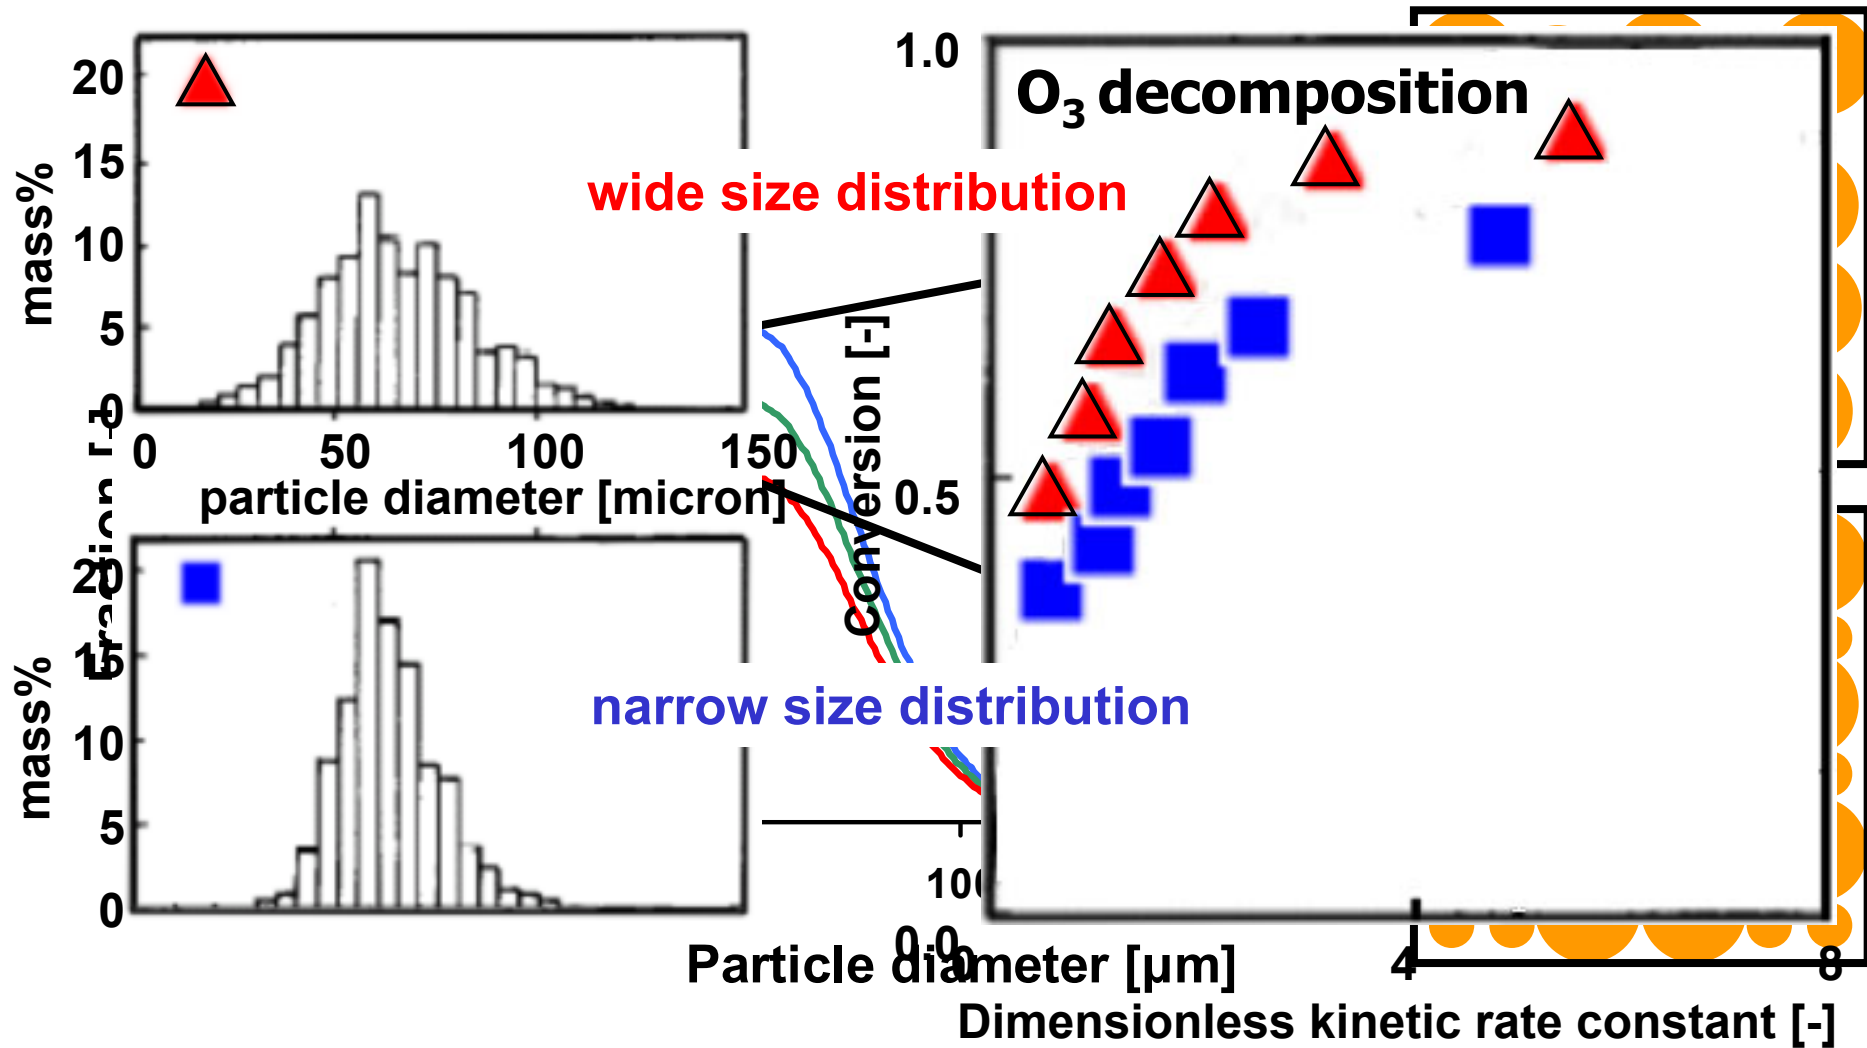 20
15
10
5
0
mass%
0 50 100 150
particle diameter [micron]
wide size distribution
20
15
10
5
0
mass%
narrow size distribution
1.0
0.5
0.0
Conversion [-]
O3 decomposition
100
0
4 8
Particle diameter [µm]
Dimensionless kinetic rate constant [-]